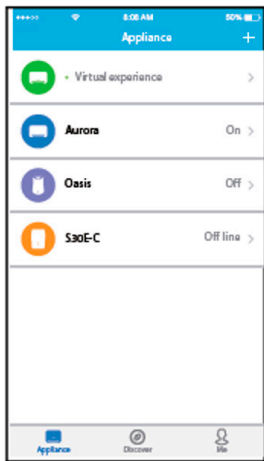 8:08 AM 50%
Appliance +
• Virtual experience >
Aurora On >
Oasis Off >
S30E-C Off line >
Appliance Discover Me